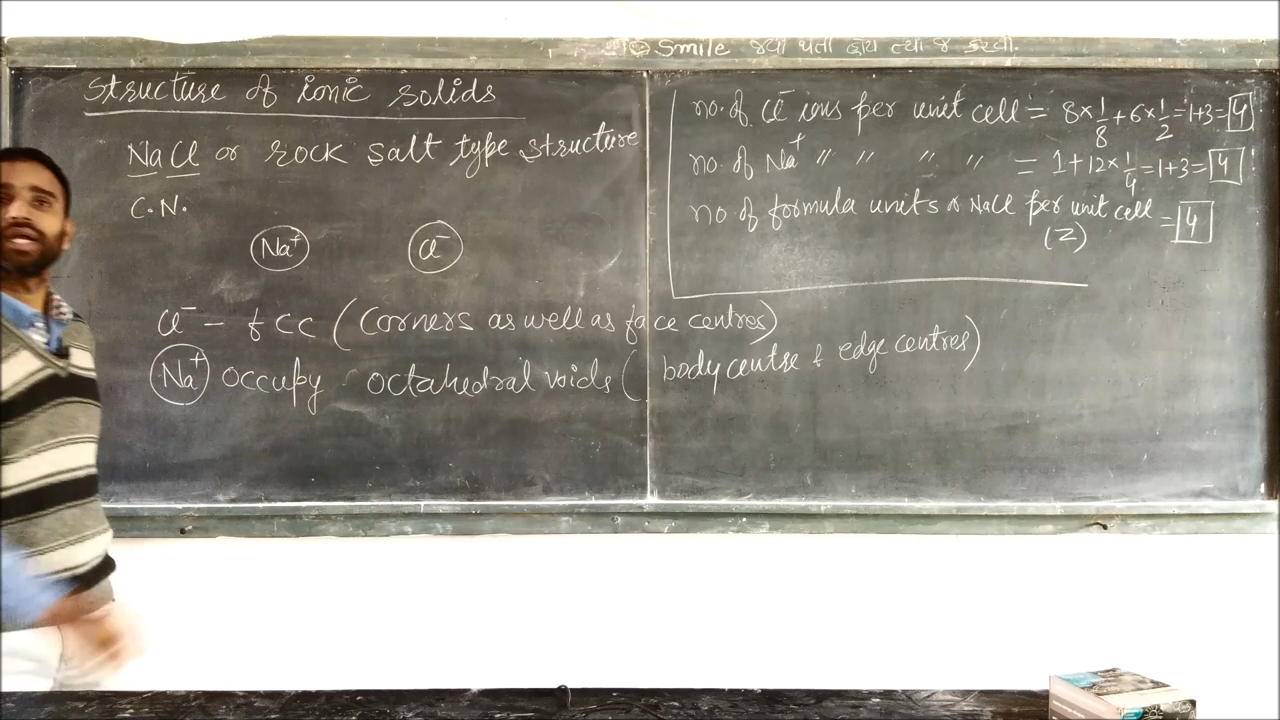 Smile
Structure of ionic solids
NaCl or rock salt type structure
C.N.
Na⁺ Cl⁻
Cl⁻ – fcc (Corners as well as face centres)
Na⁺ occupy octahedral voids ( body centre & edge centres)
no. of Cl⁻ ions per unit cell = 8×1/8+6×1/2=1+3=4
no. of Na⁺ " " " " = 1+12×1/4=1+3=4
no of formula units of NaCl per unit cell = 4
(Z)